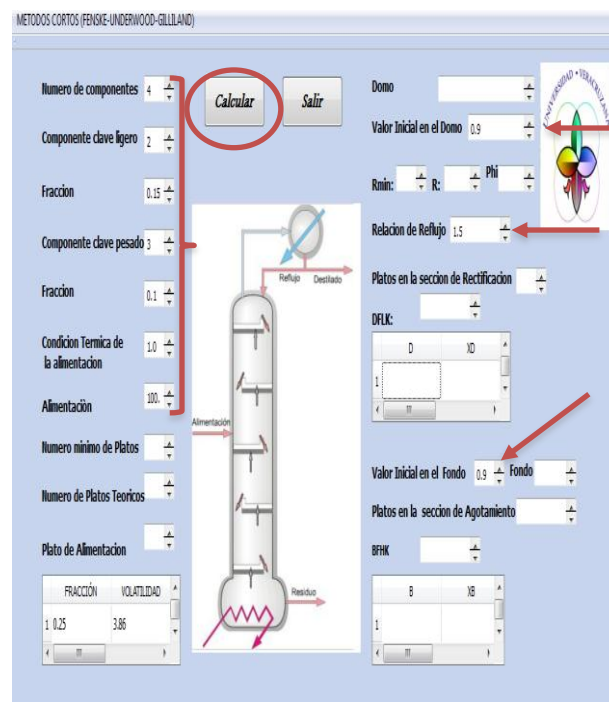 METODOS CORTOS (FENSKE-UNDERWOOD-GILLILAND)
Numero de componentes 4
Componente clave ligero 2
Fraccion 0.15
Componente clave pesado 3
Fraccion 0.1
Condicion Termica de
la alimentacion 1.0
Alimentaciòn 100.
Numero minimo de Platos
Numero de Platos Teoricos
Plato de Alimentacion
FRACCIÓN VOLATILIDAD
1 0.25 3.86
Calcular Salir
Reflujo Destilado
Alimentación
Residuo
Domo
Valor Inicial en el Domo 0.9
Rmin: R: Phi
Relacion de Reflujo 1.5
Platos en la seccion de Rectificacion
DFLK:
D XD
1
Valor Inicial en el Fondo 0.9 Fondo
Platos en la seccion de Agotamiento
BFHK
B XB
1